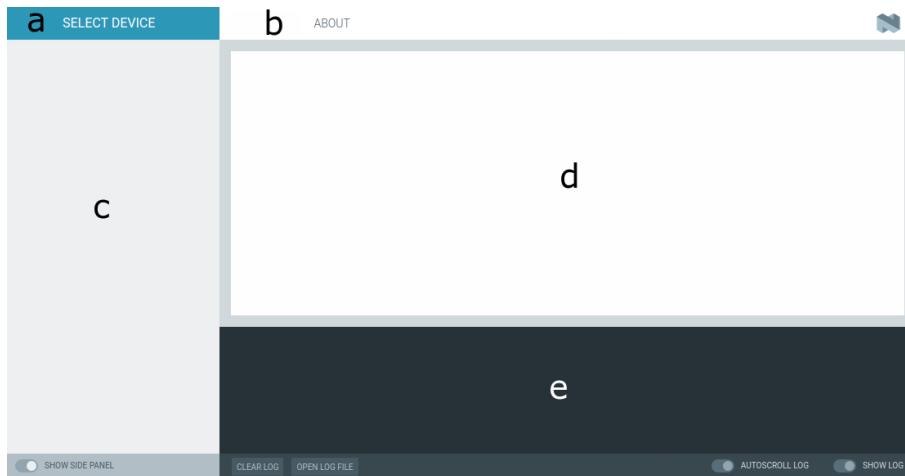 a SELECT DEVICE
b ABOUT
c
d
e
SHOW SIDE PANEL
CLEAR LOG OPEN LOG FILE
AUTOSCROLL LOG SHOW LOG